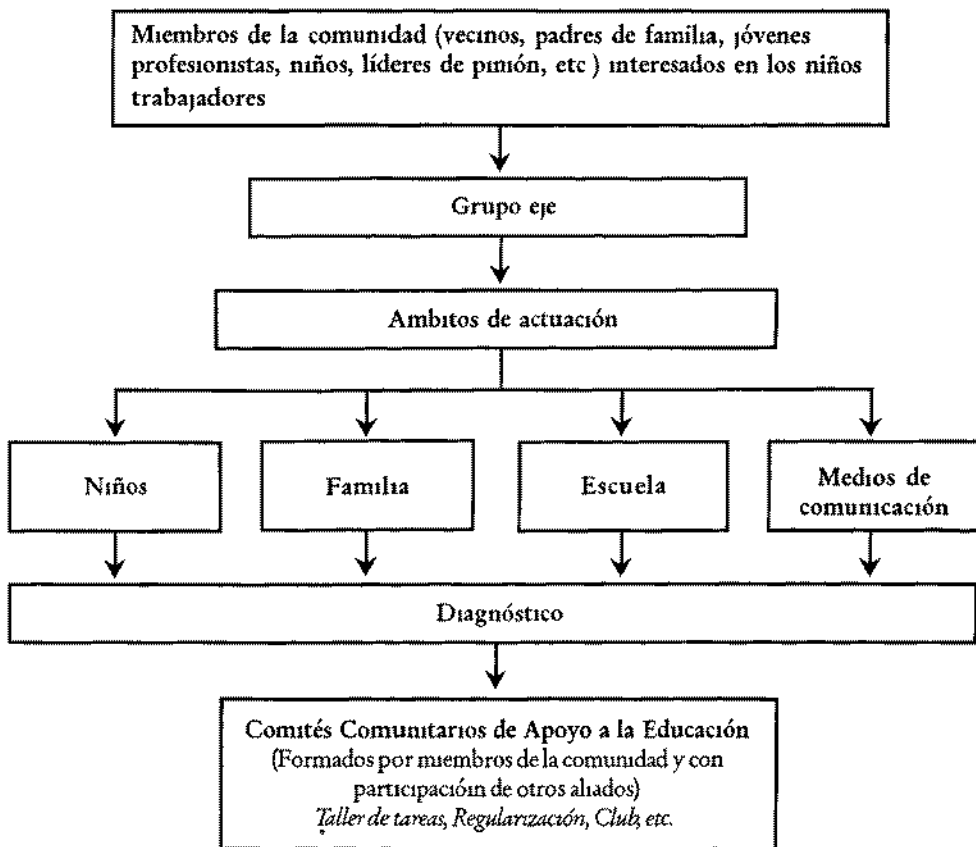 Miembros de la comunidad (vecinos, padres de familia, jóvenes
profesionistas, niños, líderes de pinión, etc ) interesados en los niños
trabajadores
Grupo eje
Ambitos de actuación
Niños
Familia
Escuela
Medios de
comunicación
Diagnóstico
Comités Comunitarios de Apoyo a la Educación
(Formados por miembros de la comunidad y con
participacióin de otros aliados)
Taller de tareas, Regularización, Club, etc.